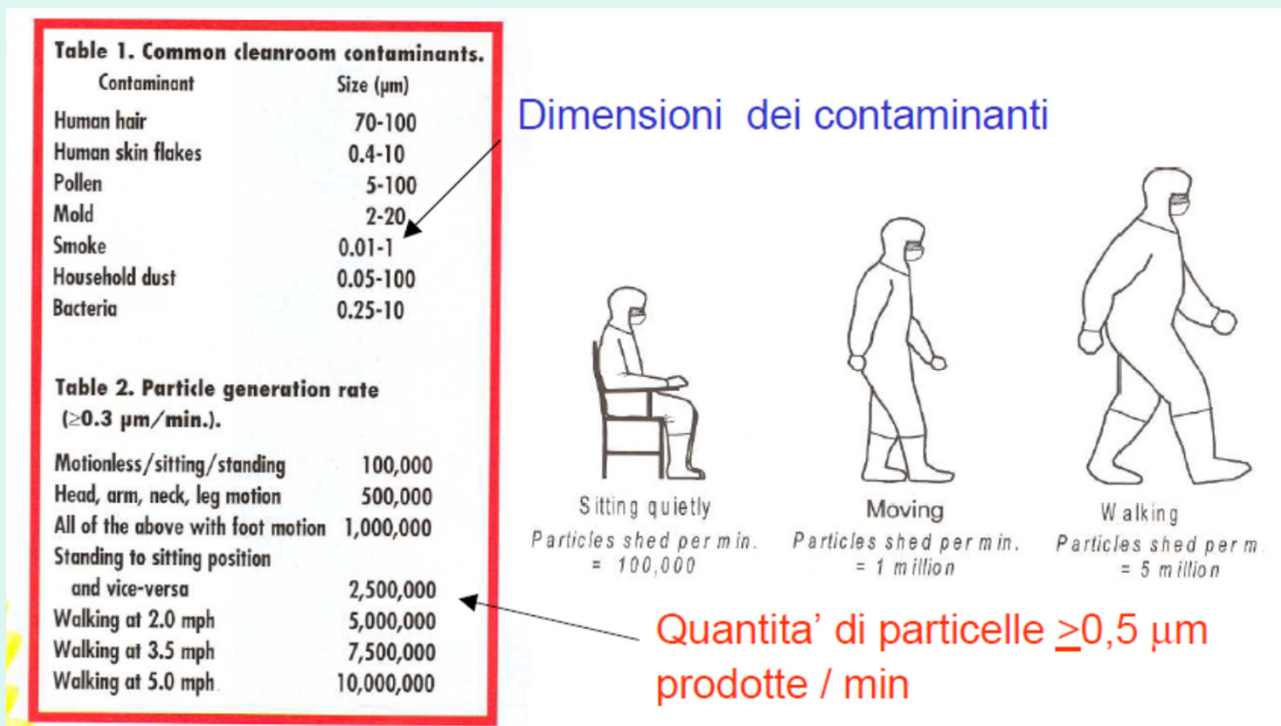 Table 1. Common cleanroom contaminants.
Contaminant Size (µm)
Human hair 70-100
Human skin flakes 0.4-10
Pollen 5-100
Mold 2-20
Smoke 0.01-1
Household dust 0.05-100
Bacteria 0.25-10
Table 2. Particle generation rate
(≥0.3 µm/min.).
Motionless/sitting/standing 100,000
Head, arm, neck, leg motion 500,000
All of the above with foot motion 1,000,000
Standing to sitting position
and vice-versa 2,500,000
Walking at 2.0 mph 5,000,000
Walking at 3.5 mph 7,500,000
Walking at 5.0 mph 10,000,000
Dimensioni dei contaminanti
Sitting quietly
Particles shed per min.
= 100,000
Moving
Particles shed per min.
= 1 million
Walking
Particles shed per m
= 5 million
Quantita' di particelle ≥0,5 µm
prodotte / min